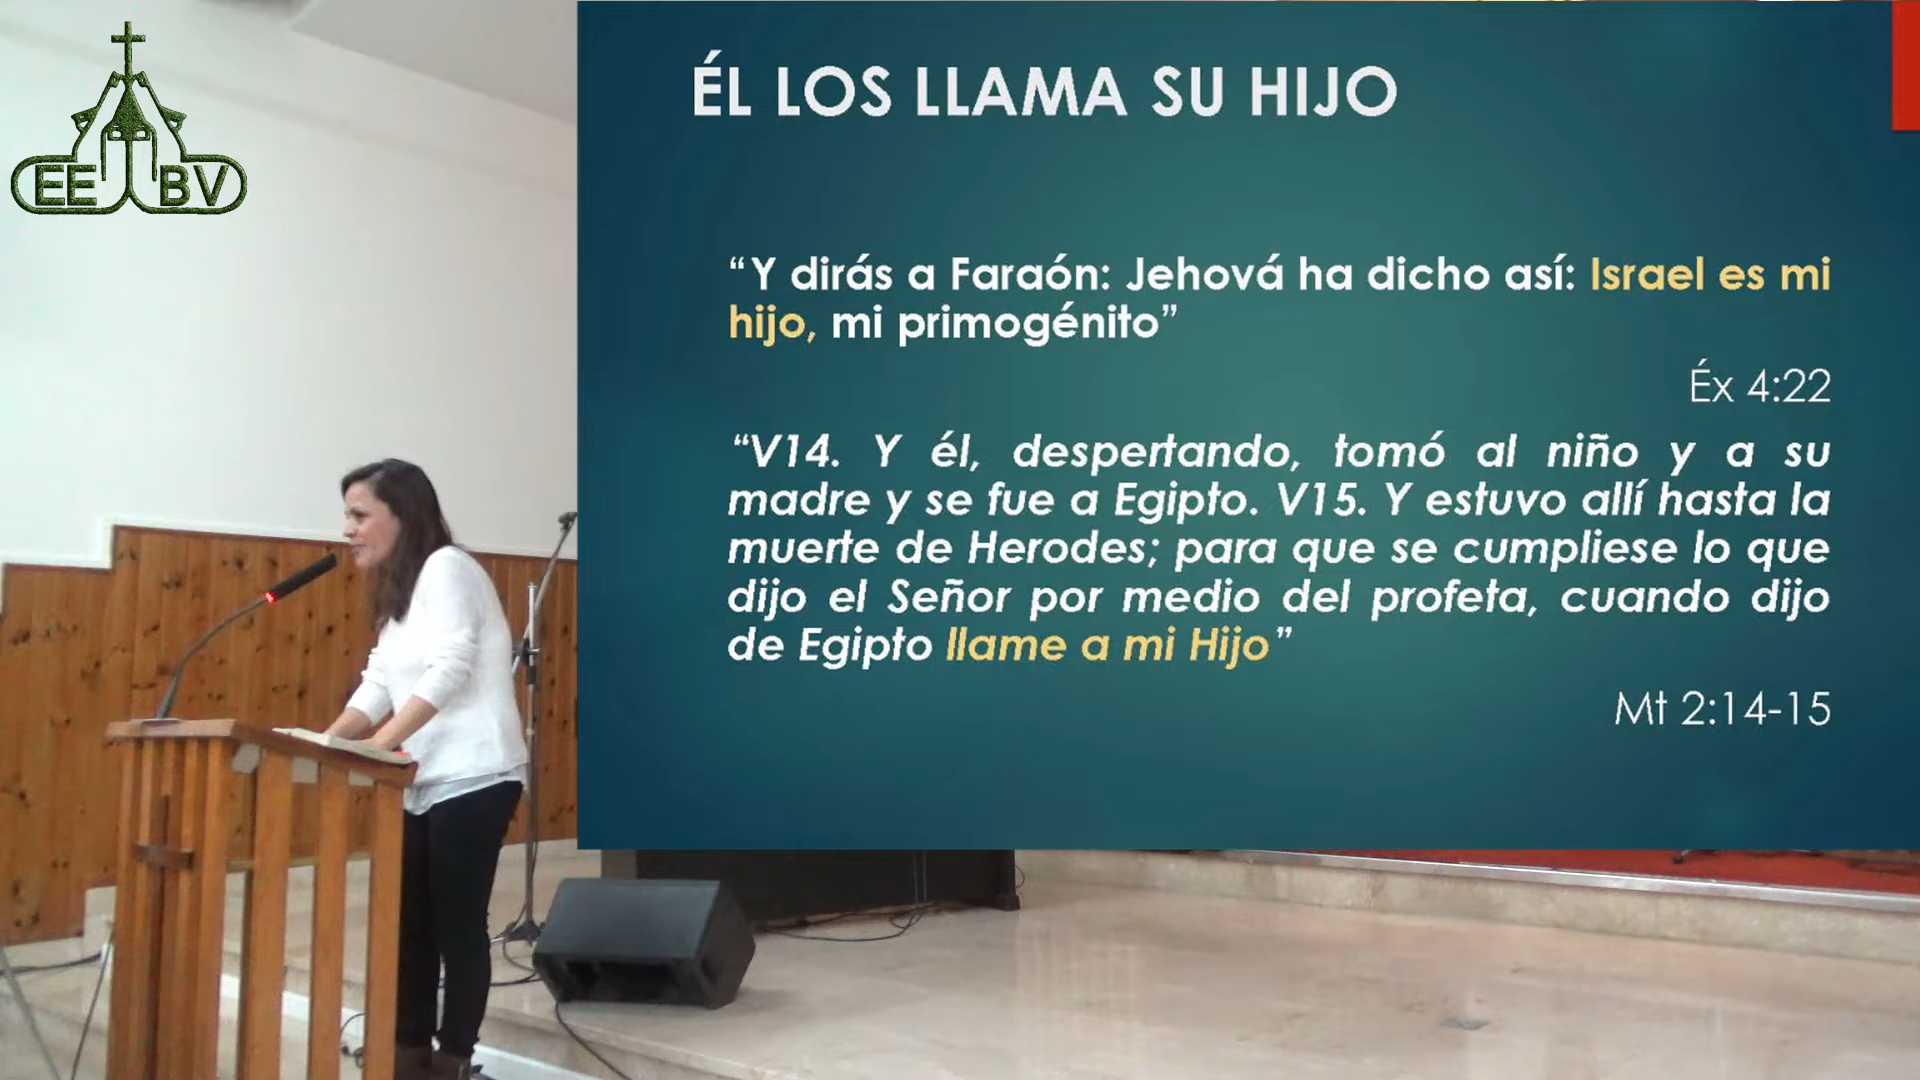 EE BV
ÉL LOS LLAMA SU HIJO
“Y dirás a Faraón: Jehová ha dicho así: Israel es mi
hijo, mi primogénito”
Éx 4:22
“V14. Y él, despertando, tomó al niño y a su
madre y se fue a Egipto. V15. Y estuvo allí hasta la
muerte de Herodes; para que se cumpliese lo que
dijo el Señor por medio del profeta, cuando dijo
de Egipto llame a mi Hijo”
Mt 2:14-15